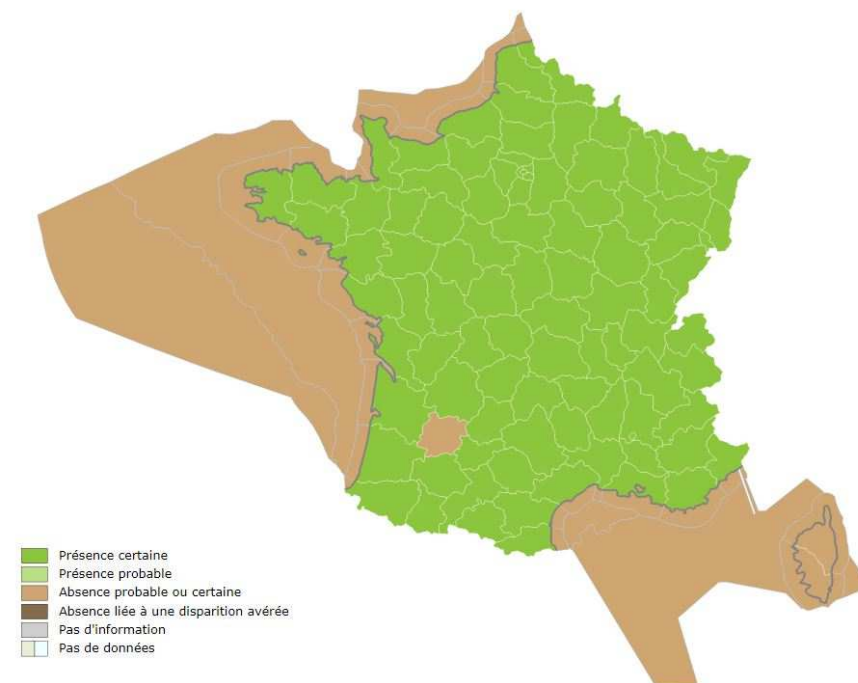 Présence certaine
Présence probable
Absence probable ou certaine
Absence liée à une disparition avérée
Pas d'information
Pas de données